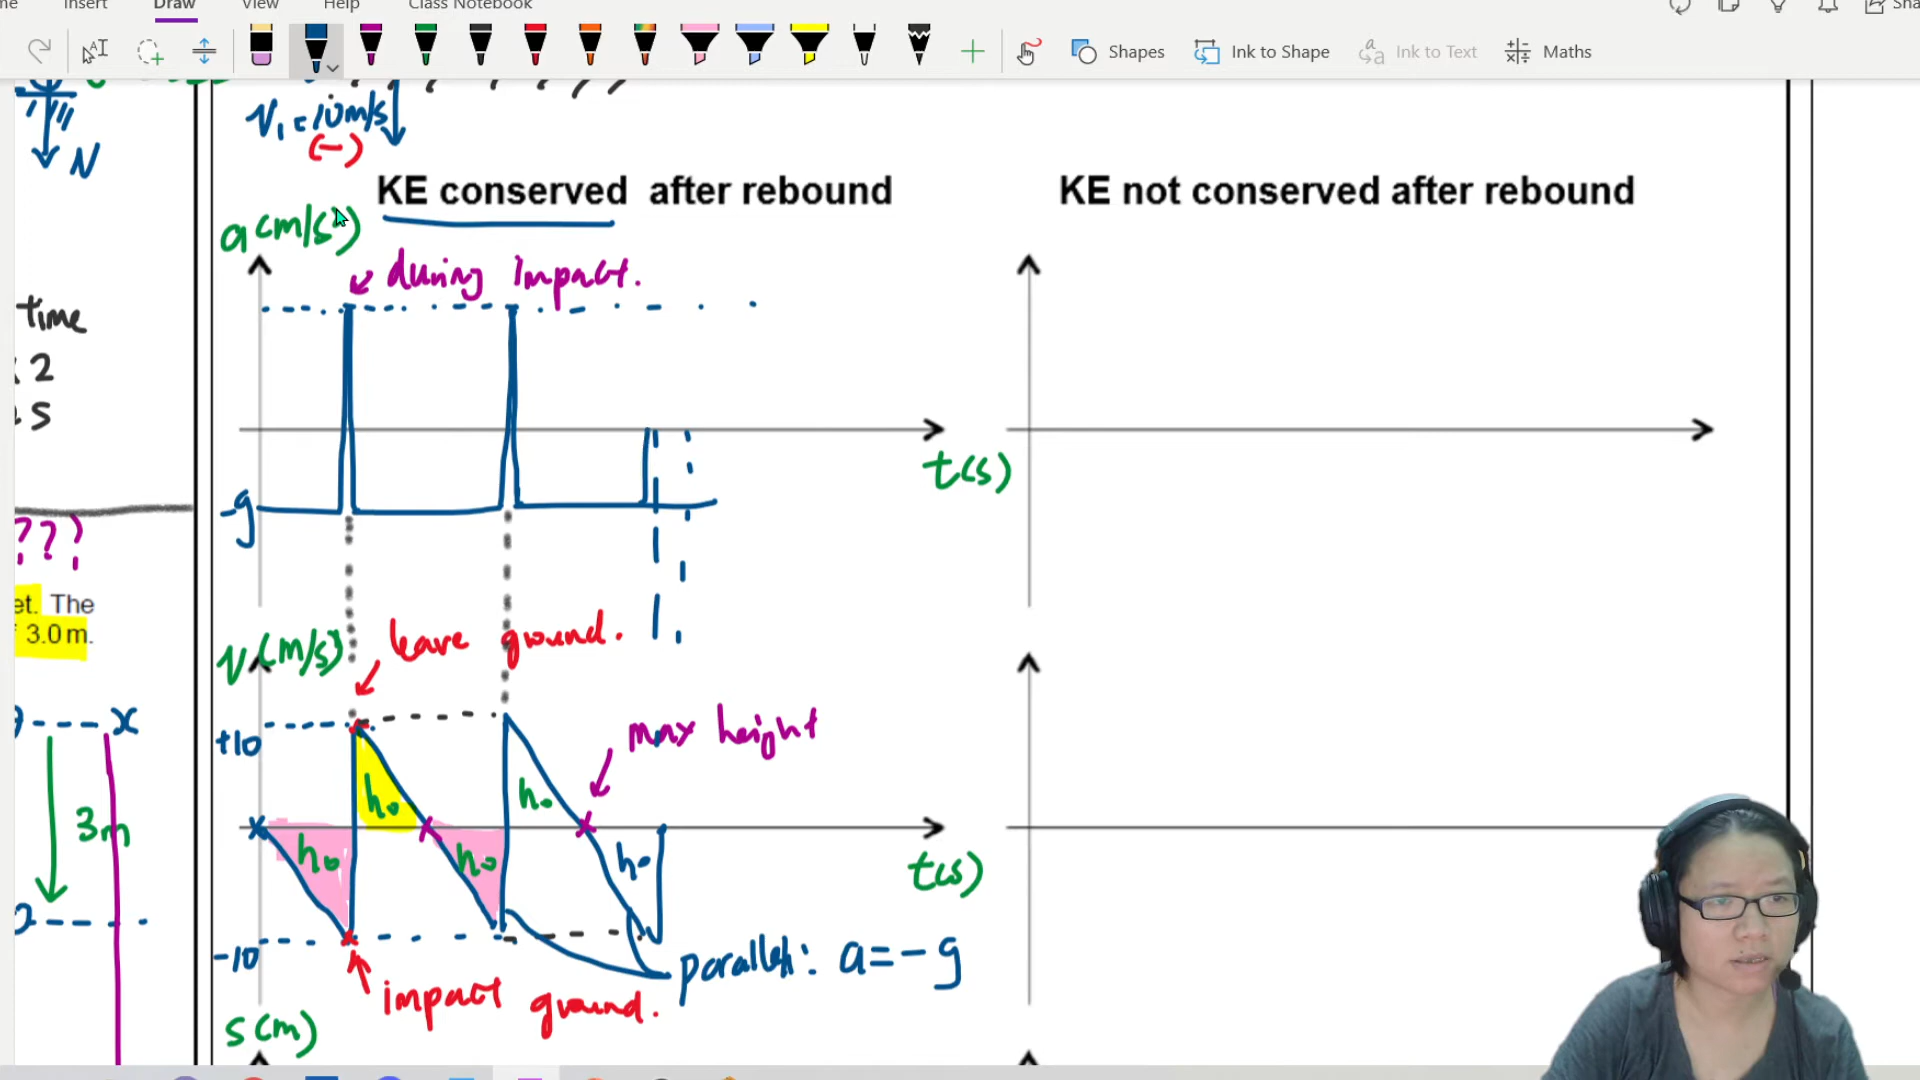 Insert Draw View Help Class Notebook
Shapes Ink to Shape Ink to Text Maths
N
V₁ = 10m/s
(-)
KE conserved after rebound
KE not conserved after rebound
a (m/s²)
during impact.
time
2
s
-g
t(s)
???
et. The
3.0 m.
v (m/s)
leave ground.
+10
max height
x
h₀
h₀
3m
h₀
h₀
h₀
t(s)
-10
parallel: a = -g
impact ground.
s (m)